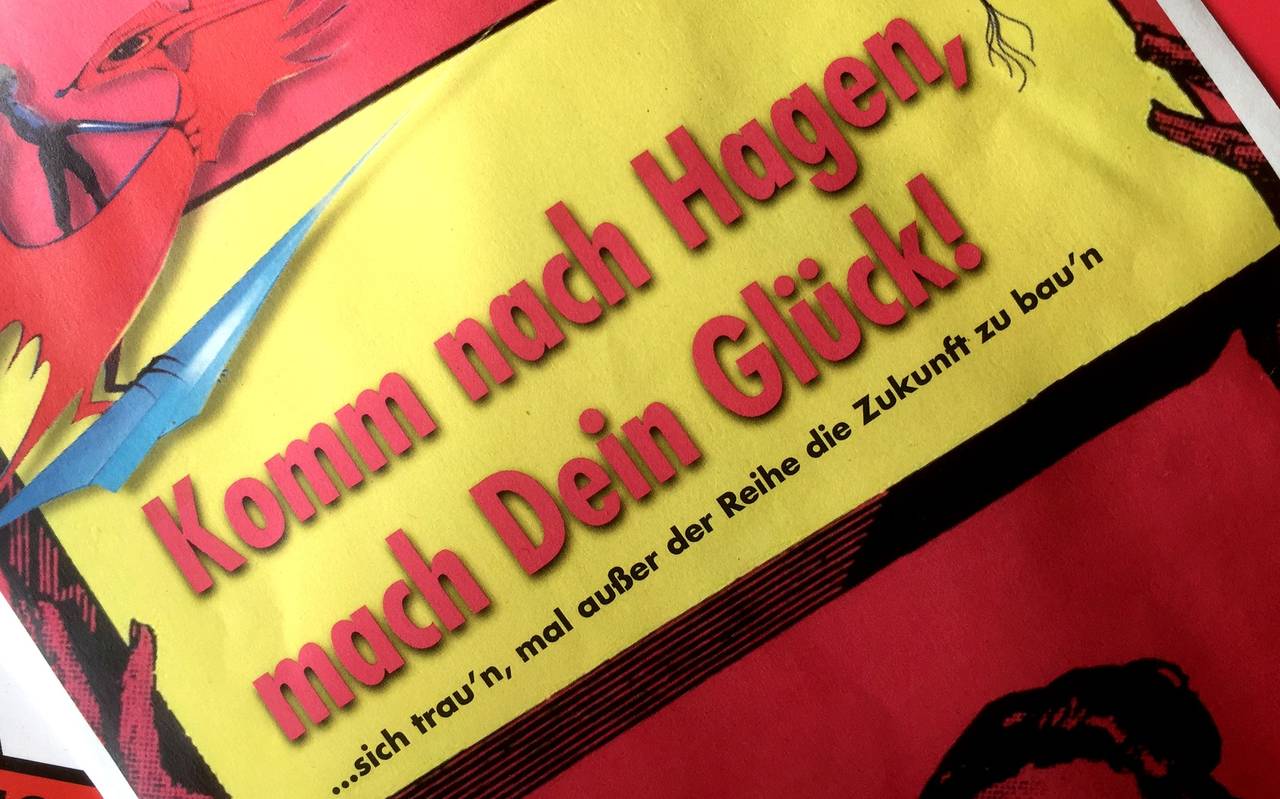 Komm nach Hagen,
mach Dein Glück!
...sich trau'n, mal außer der Reihe die Zukunft zu bau'n